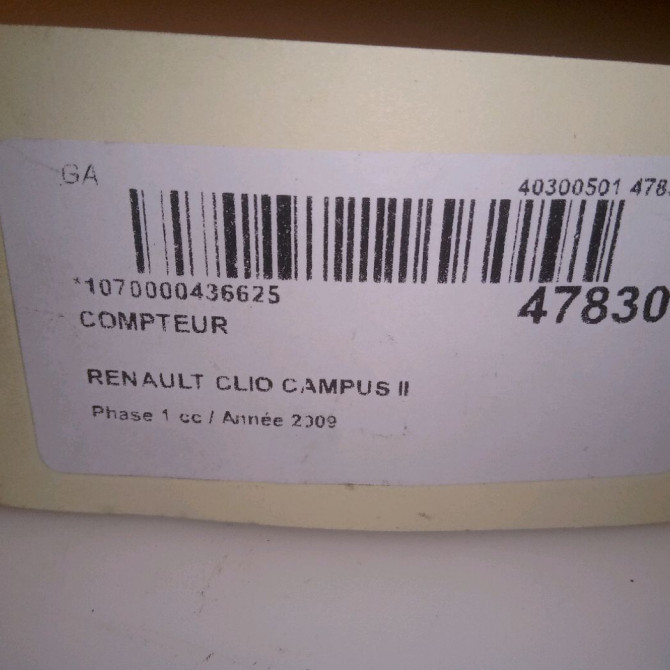 GA
40300501 478
*1070000436625
47830
COMPTEUR
RENAULT CLIO CAMPUS II
Phase 1 cc / Année 2009